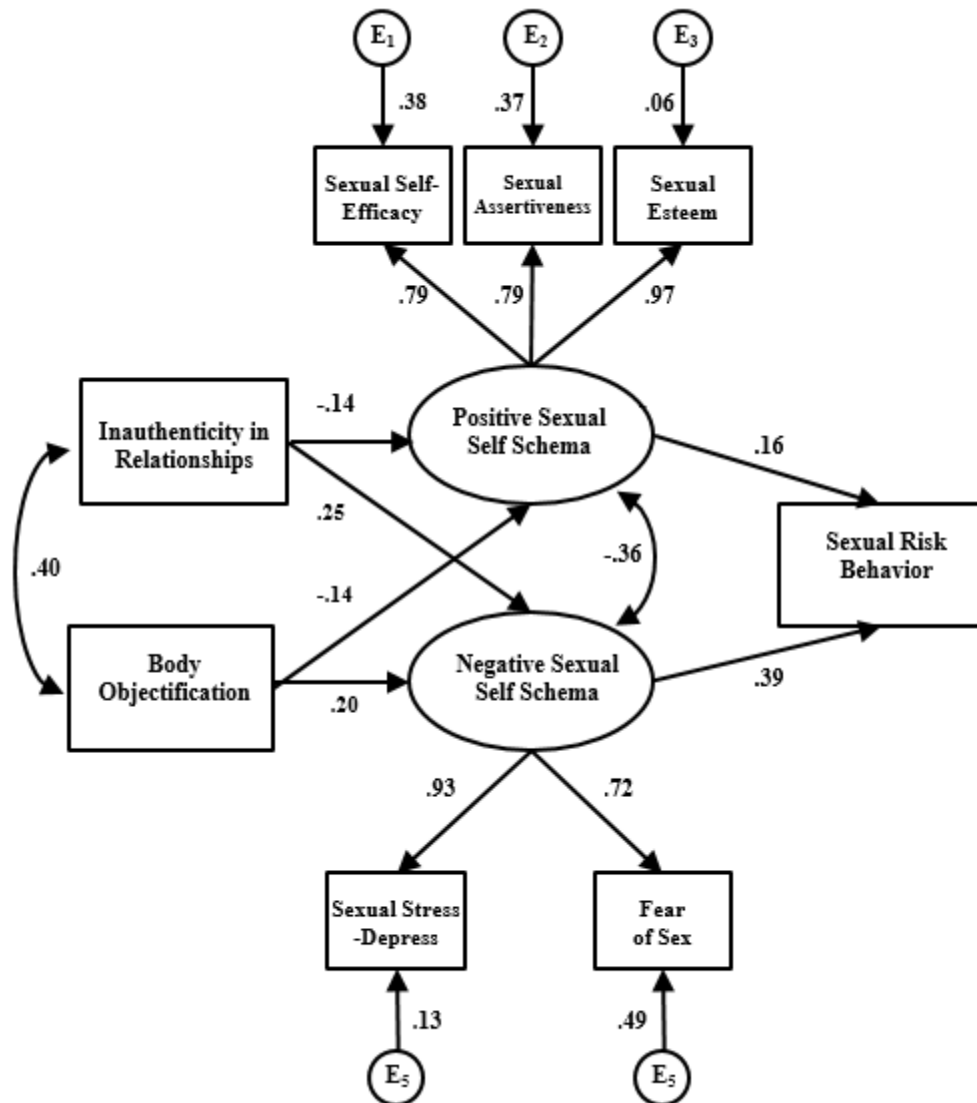 E₁
E₂
E₃
.38
.37
.06
Sexual Self-
Efficacy
Sexual
Assertiveness
Sexual
Esteem
.79
.79
.97
Inauthenticity in
Relationships
-.14
Positive Sexual
Self Schema
.16
.25
.40
-.36
Sexual Risk
Behavior
-.14
Body
Objectification
.20
Negative Sexual
Self Schema
.39
.93
.72
Sexual Stress
-Depress
Fear
of Sex
.13
.49
E₅
E₅